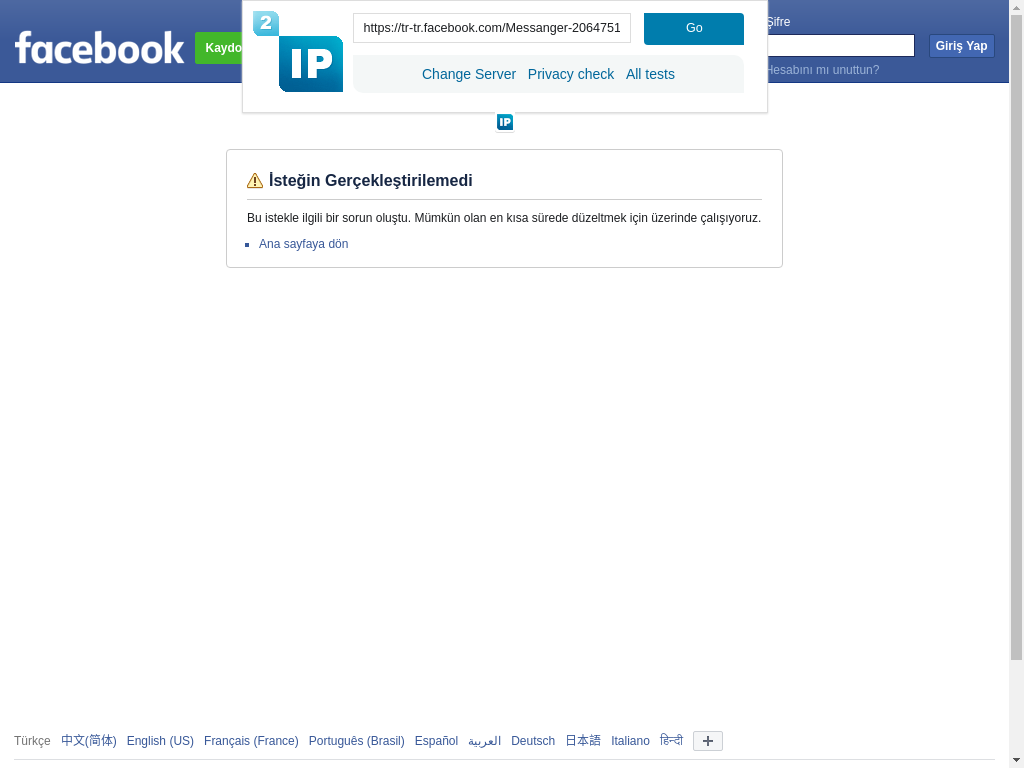 facebook
Kaydo
2
IP
https://tr-tr.facebook.com/Messanger-2064751
Go
Change Server Privacy check All tests
Şifre
Giriş Yap
Hesabını mı unuttun?
IP
İsteğin Gerçekleştirilemedi
Bu istekle ilgili bir sorun oluştu. Mümkün olan en kısa sürede düzeltmek için üzerinde çalışıyoruz.
Ana sayfaya dön
Türkçe 中文(简体) English (US) Français (France) Português (Brasil) Español العربية Deutsch 日本語 Italiano हिन्दी